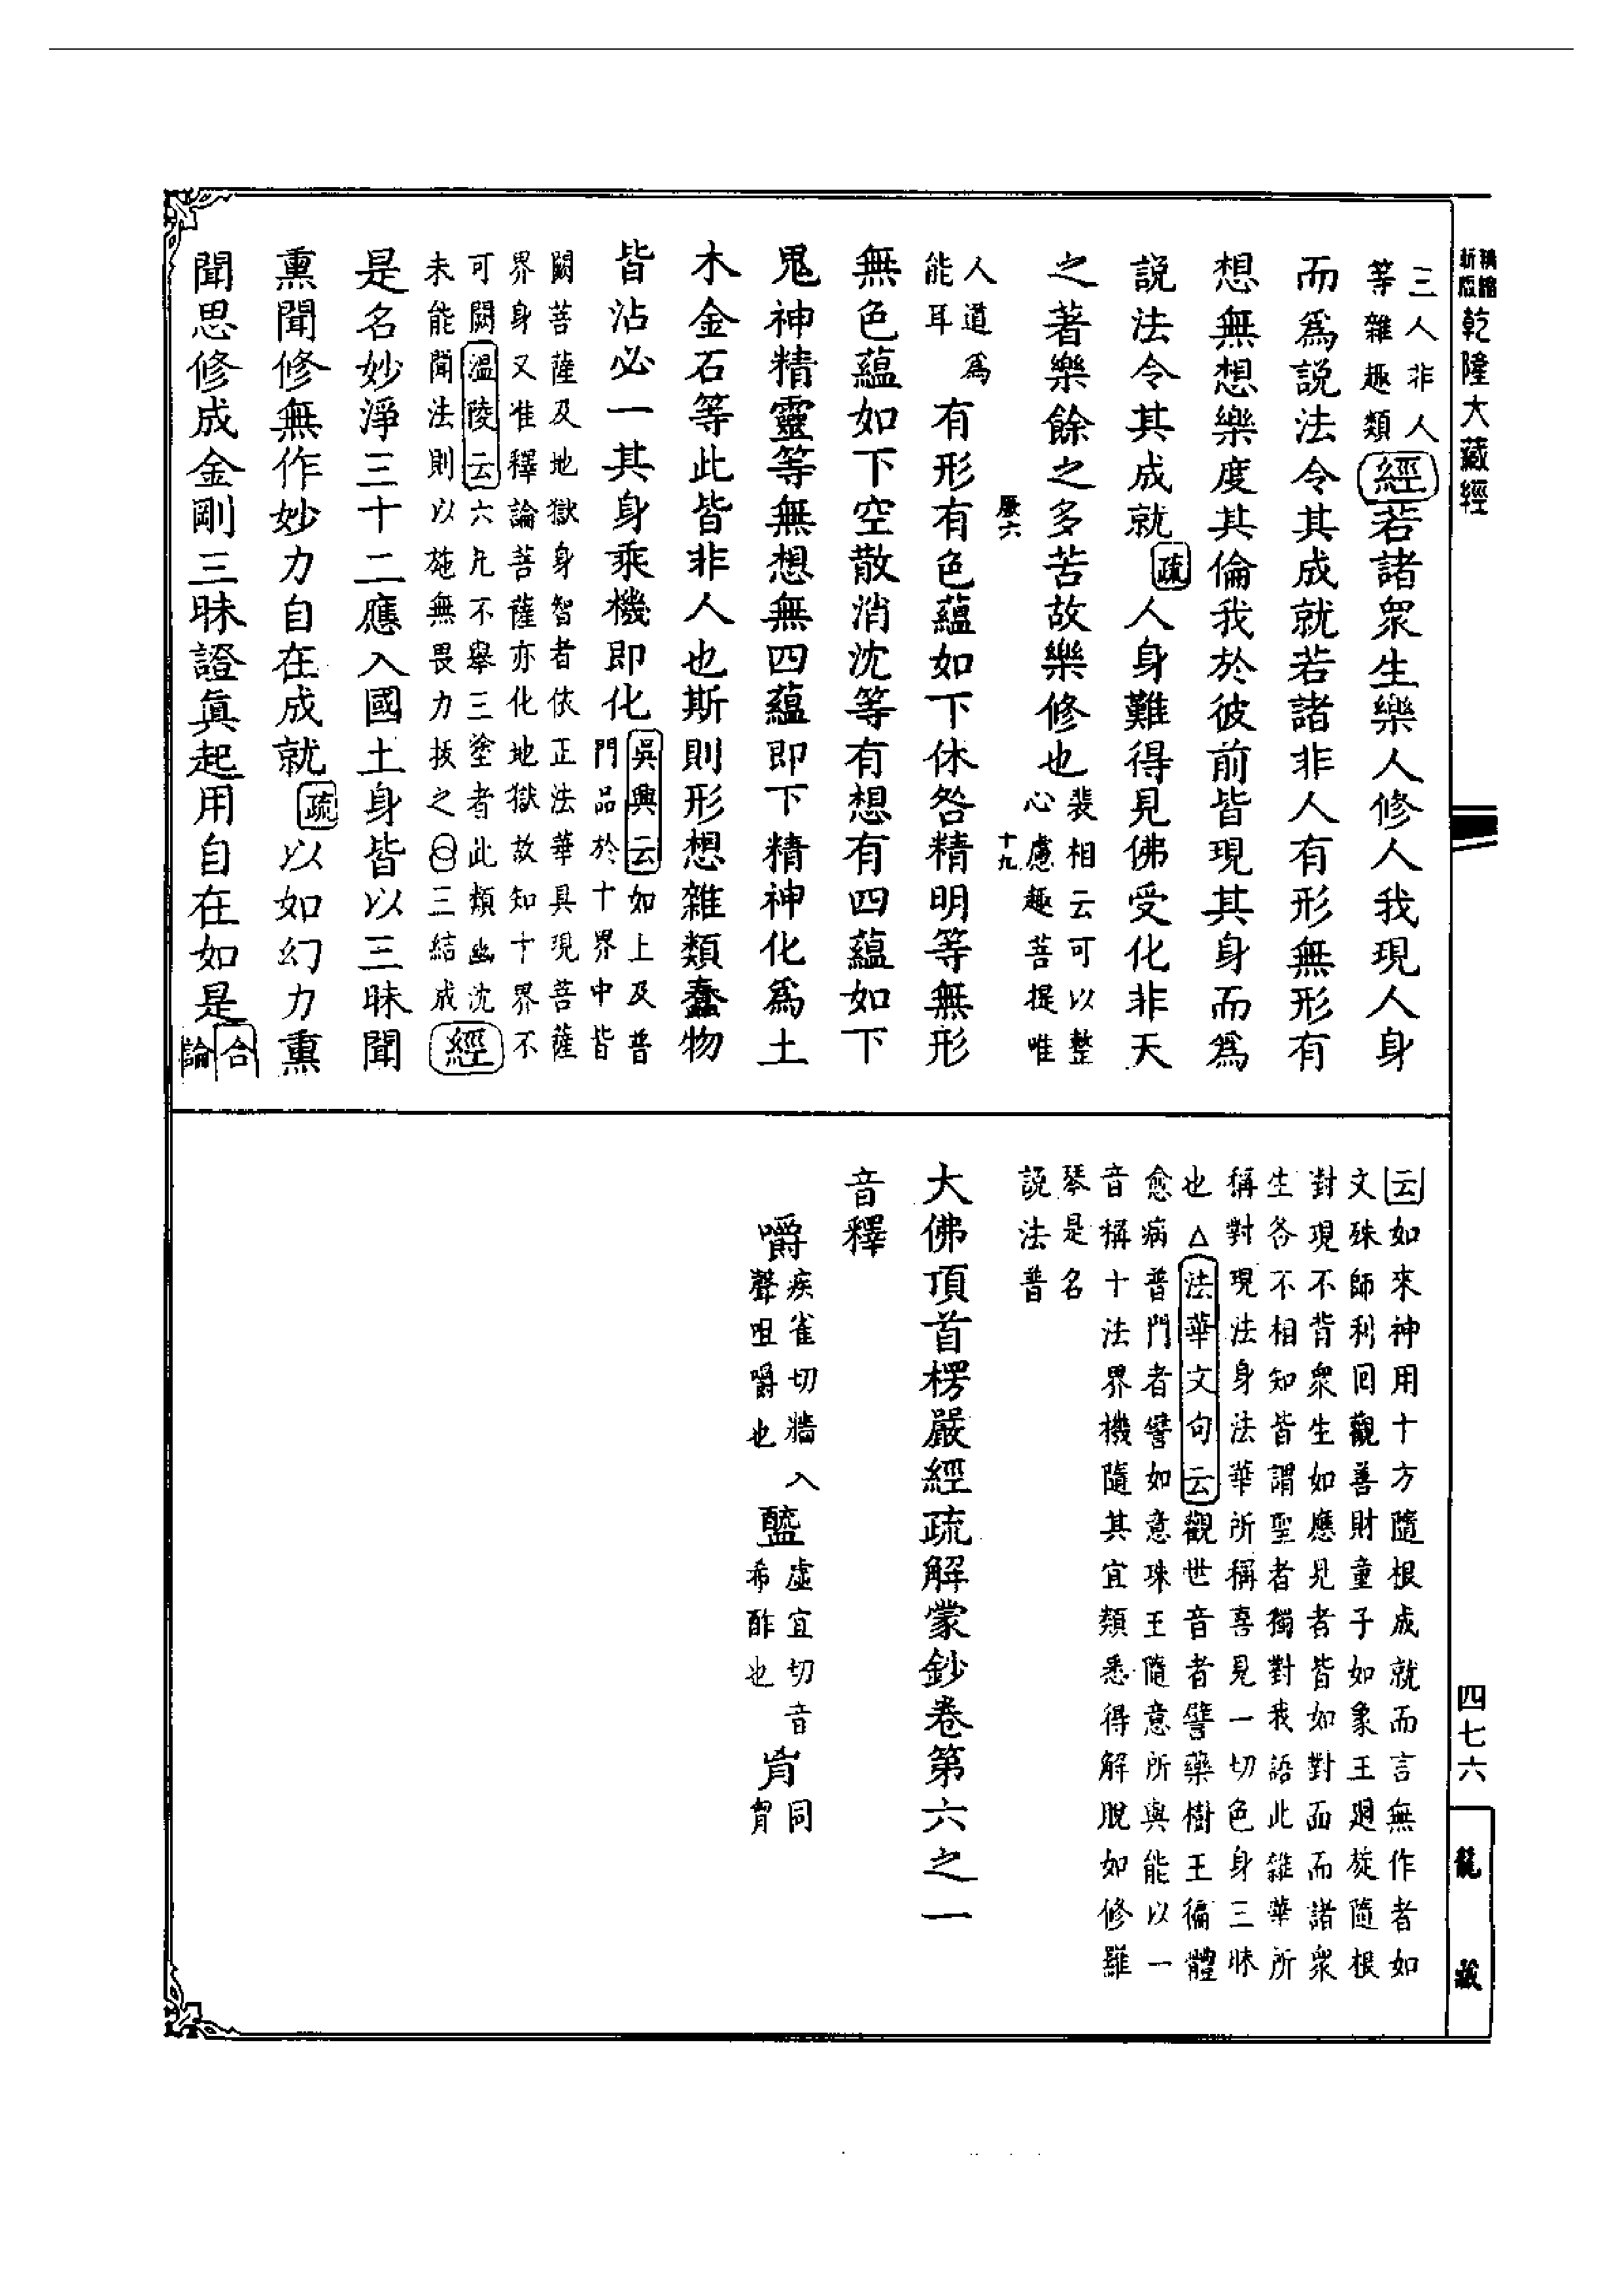 乾隆大藏經
四七六
龍藏
三人非人
等雜趣類
經若諸衆生樂人修人我現人身
而爲説法令其成就若諸非人有形無形有
想無想樂度其倫我於彼前皆現其身而爲
説法令其成就疏人身難得見佛受化非天
之著樂餘之多苦故樂修也
裴相云可以整
心慮趣菩提唯
十九
人道爲
能耳
有形有色蘊如下休咎精明等無形
無色蘊如下空散消沈等有想有四蘊如下
鬼神精靈等無想無四蘊即下精神化爲土
木金石等此皆非人也斯則形想雜類蠢物
皆沾必一其身乘機即化
吳興云如上及普
門品於十界中皆
闕菩薩及地獄身智者依正法華具現菩薩
界身又准釋論菩薩亦化地獄故知十界不
可闕溫陵云六凡不舉三塗者此類幽沈
未能聞法則以施無畏力拔之〇三結成
經
是名妙淨三十二應入國土身皆以三昧聞
熏聞修無作妙力自在成就疏以如幻力熏
聞思修成金剛三昧證眞起用自在如是
合
論
云如來神用十方隨根成就而言無作者如
文殊師利回觀善財童子如象王迴旋隨根
對現不背衆生如應見者皆如對面而諸衆
生各不相知皆謂聖者獨對我語此雜華所
稱對現法身法華所稱喜見一切色身三昧
也△法華文句云觀世音者譬藥樹王徧體
愈病普門者譬如意珠王隨意所與能以一
音稱十法界機隨其宜類悉得解脫如修羅
琴是名
説法普
大佛頂首楞嚴經疏解蒙鈔卷第六之一
音釋
嚼
疾雀切牆入
聲咀嚼也
醯
虛宜切音
希酢也